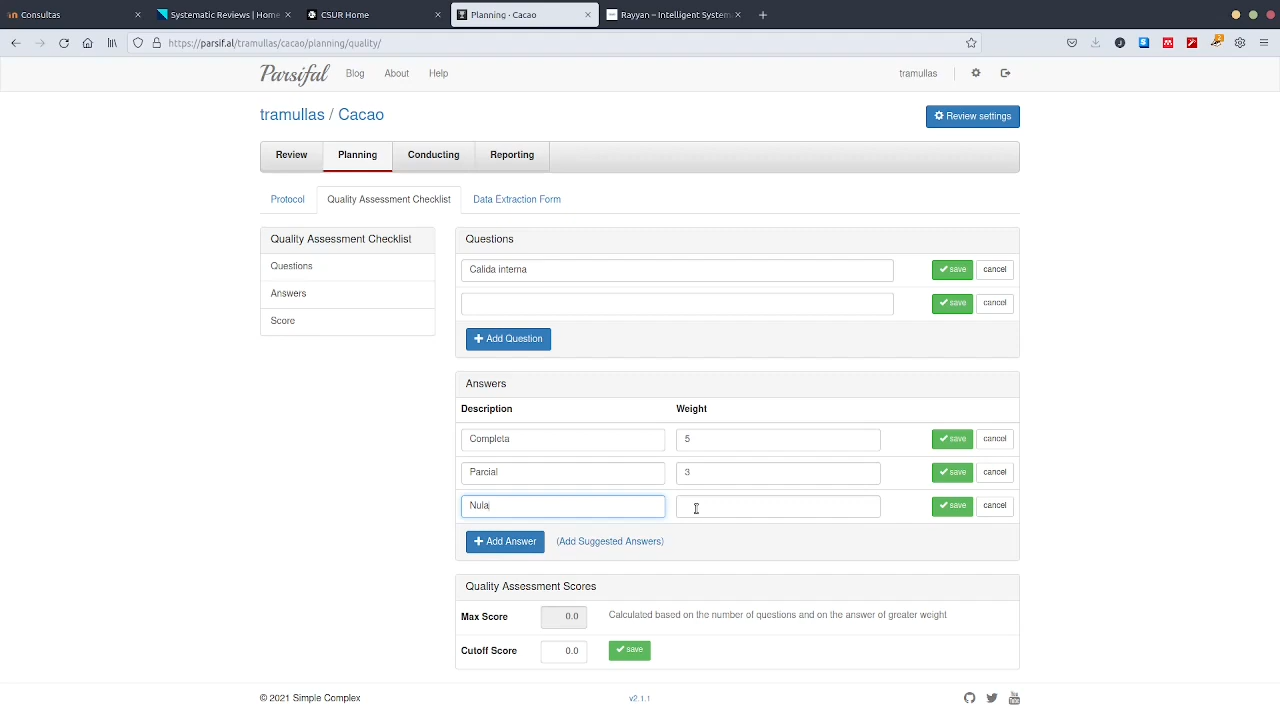 Consultas
Systematic Reviews | Home
CSUR Home
Planning · Cacao
Rayyan – Intelligent System
https://parsif.al/tramullas/cacao/planning/quality/
2
Parsifal Blog About Help tramullas
tramullas / Cacao
Review settings
Review Planning Conducting Reporting
Protocol Quality Assessment Checklist Data Extraction Form
Quality Assessment Checklist
Questions
Answers
Score
Questions
Calida interna save cancel
save cancel
Add Question
Answers
Description Weight
Completa 5 save cancel
Parcial 3 save cancel
Nula save cancel
Add Answer (Add Suggested Answers)
Quality Assessment Scores
Max Score 0.0 Calculated based on the number of questions and on the answer of greater weight
Cutoff Score 0.0 save
© 2021 Simple Complex v2.1.1